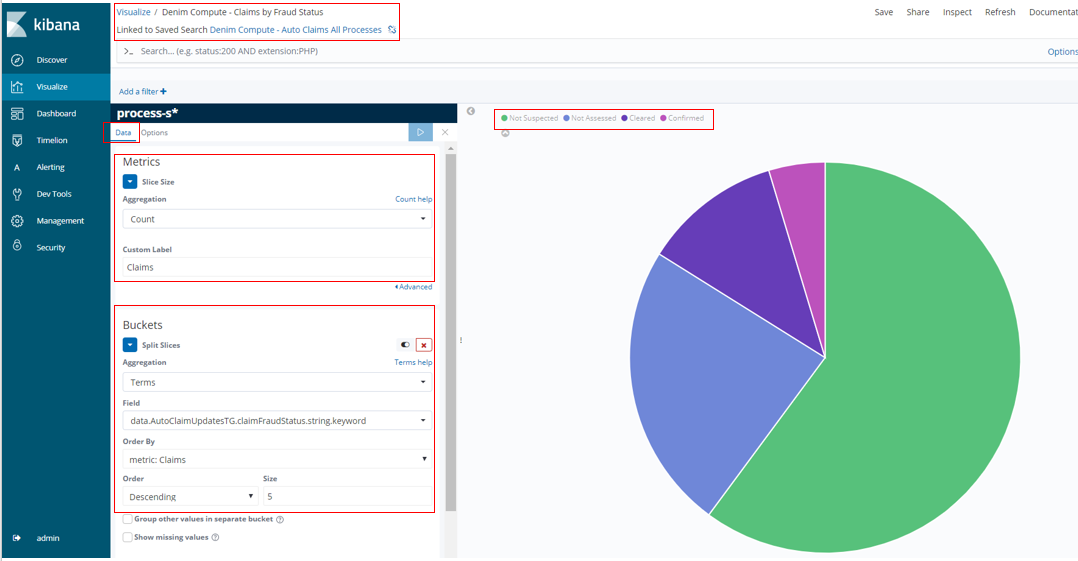 kibana
Discover
Visualize
Dashboard
Timelion
A Alerting
Dev Tools
Management
Security
admin
Visualize / Denim Compute - Claims by Fraud Status
Linked to Saved Search Denim Compute - Auto Claims All Processes
Save Share Inspect Refresh Documentat
>_ Search... (e.g. status:200 AND extension:PHP)
Options
Add a filter +
process-s*
Data Options
Metrics
Slice Size
Aggregation Count help
Count
Custom Label
Claims
Advanced
Buckets
Split Slices
Aggregation Terms help
Terms
Field
data.AutoClaimUpdatesTG.claimFraudStatus.string.keyword
Order By
metric: Claims
Order Size
Descending 5
Group other values in separate bucket ?
Show missing values ?
Not Suspected Not Assessed Cleared Confirmed